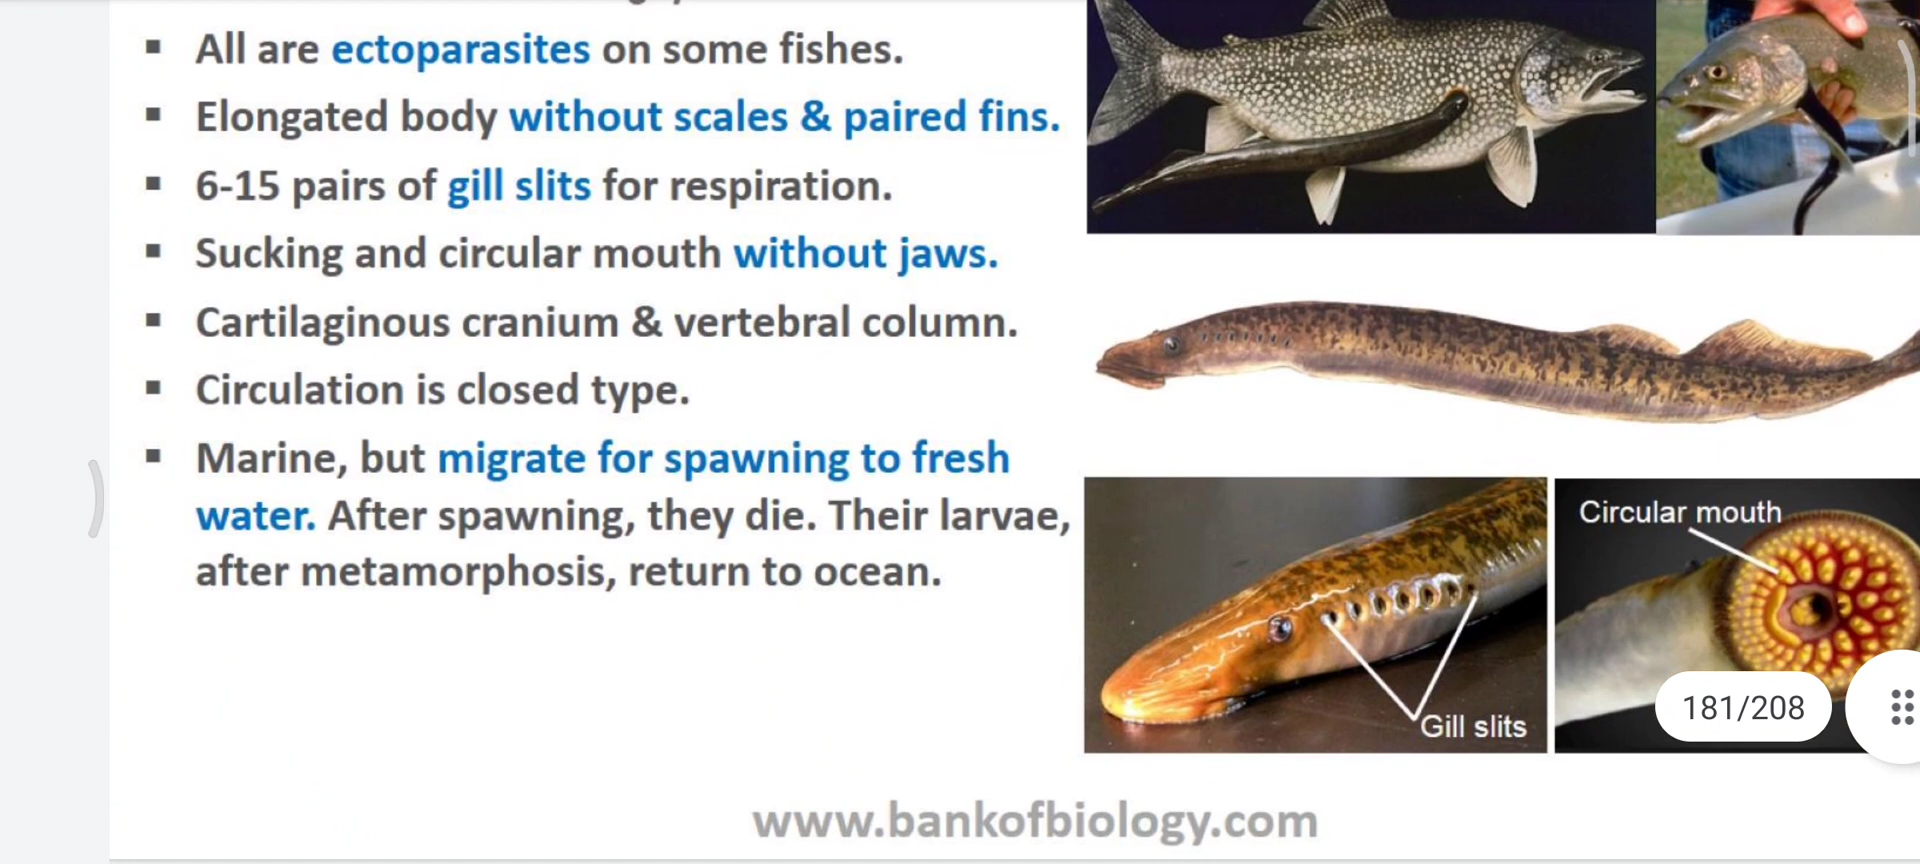 ▪ All are ectoparasites on some fishes.
▪ Elongated body without scales & paired fins.
▪ 6-15 pairs of gill slits for respiration.
▪ Sucking and circular mouth without jaws.
▪ Cartilaginous cranium & vertebral column.
▪ Circulation is closed type.
▪ Marine, but migrate for spawning to fresh
water. After spawning, they die. Their larvae,
after metamorphosis, return to ocean.
Circular mouth
Gill slits
181/208
www.bankofbiology.com